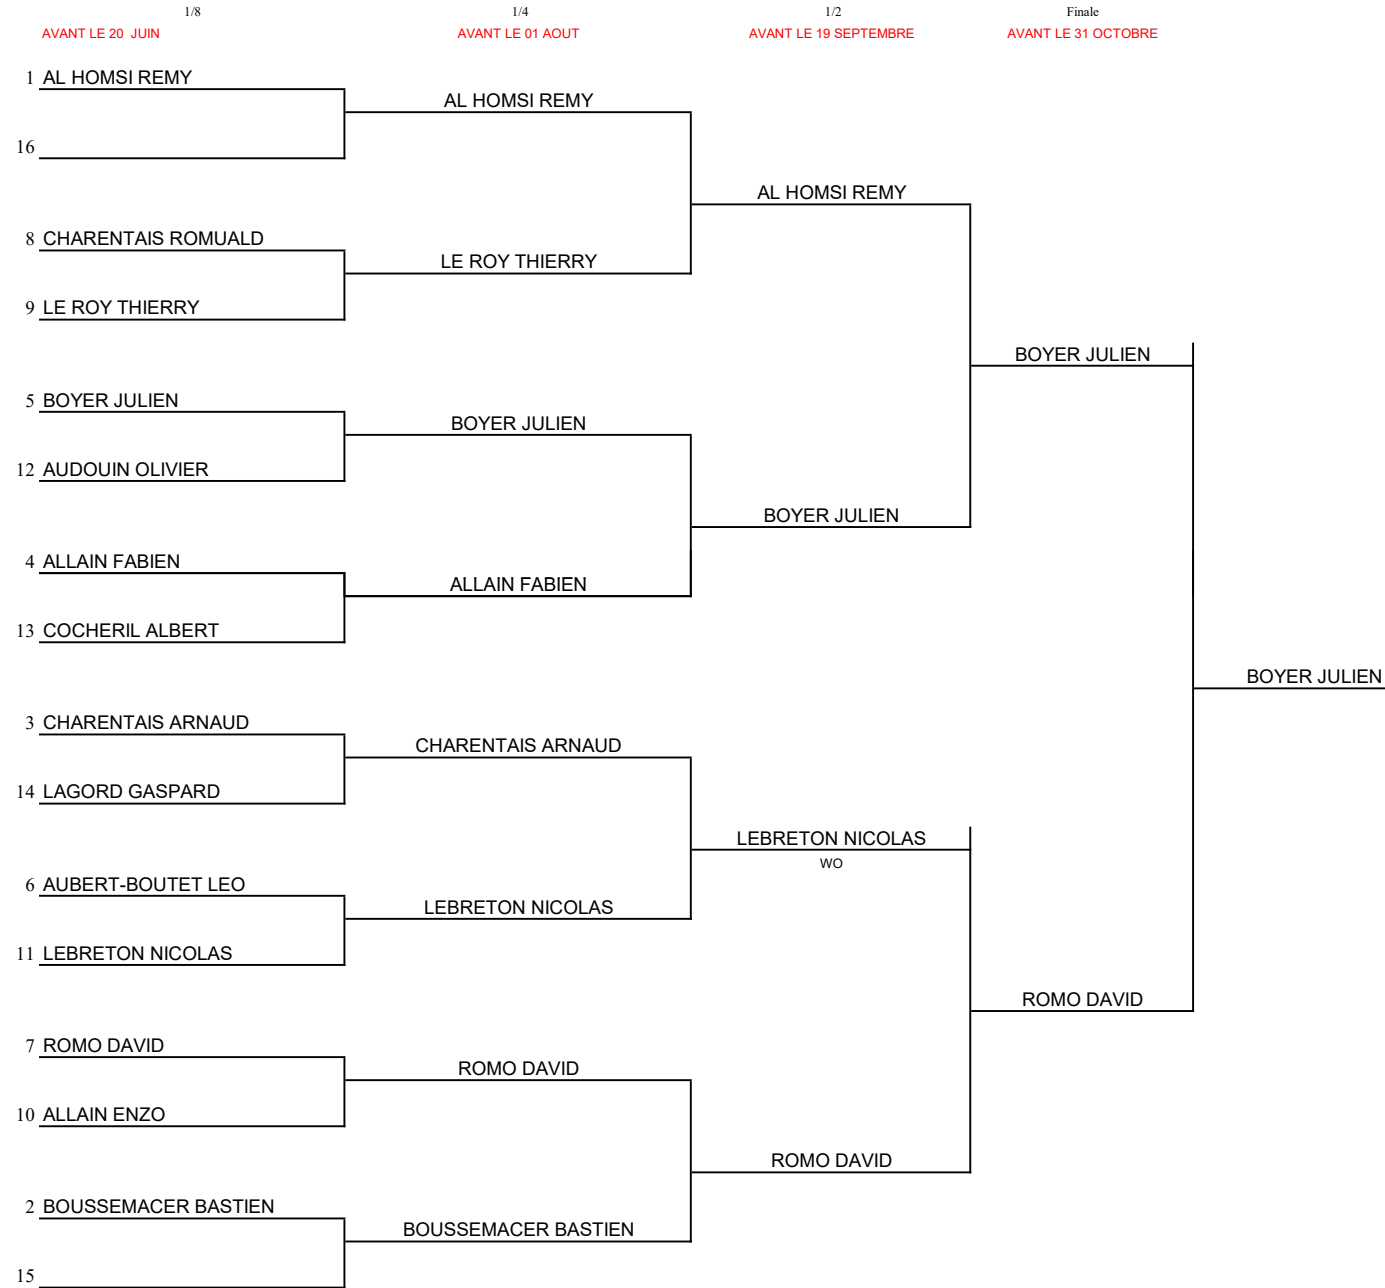 1/8 1/4 1/2 Finale
AVANT LE 20 JUIN AVANT LE 01 AOUT AVANT LE 19 SEPTEMBRE AVANT LE 31 OCTOBRE
1 AL HOMSI REMY
AL HOMSI REMY
16
AL HOMSI REMY
8 CHARENTAIS ROMUALD
LE ROY THIERRY
9 LE ROY THIERRY
BOYER JULIEN
5 BOYER JULIEN
BOYER JULIEN
12 AUDOUIN OLIVIER
BOYER JULIEN
4 ALLAIN FABIEN
ALLAIN FABIEN
13 COCHERIL ALBERT
BOYER JULIEN
3 CHARENTAIS ARNAUD
CHARENTAIS ARNAUD
14 LAGORD GASPARD
LEBRETON NICOLAS
WO
6 AUBERT-BOUTET LEO
LEBRETON NICOLAS
11 LEBRETON NICOLAS
ROMO DAVID
7 ROMO DAVID
ROMO DAVID
10 ALLAIN ENZO
ROMO DAVID
2 BOUSSEMACER BASTIEN
BOUSSEMACER BASTIEN
15